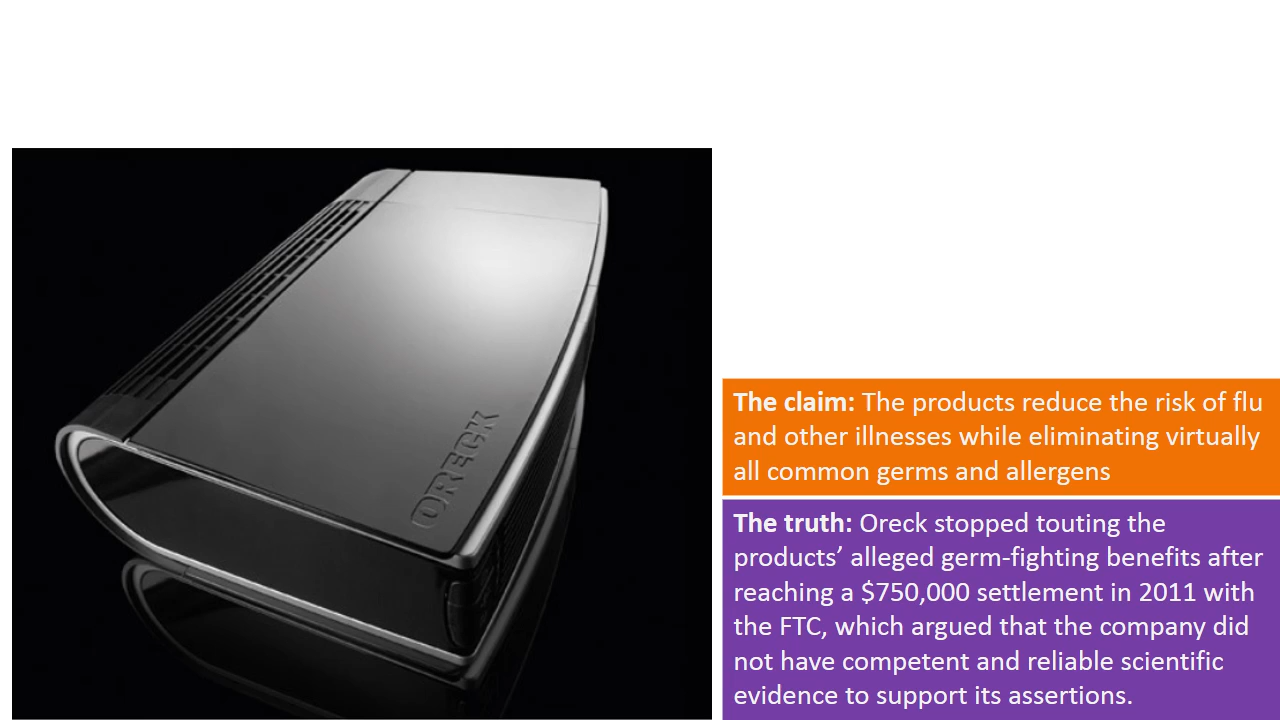 ORECK
The claim: The products reduce the risk of flu
and other illnesses while eliminating virtually
all common germs and allergens
The truth: Oreck stopped touting the
products’ alleged germ-fighting benefits after
reaching a $750,000 settlement in 2011 with
the FTC, which argued that the company did
not have competent and reliable scientific
evidence to support its assertions.